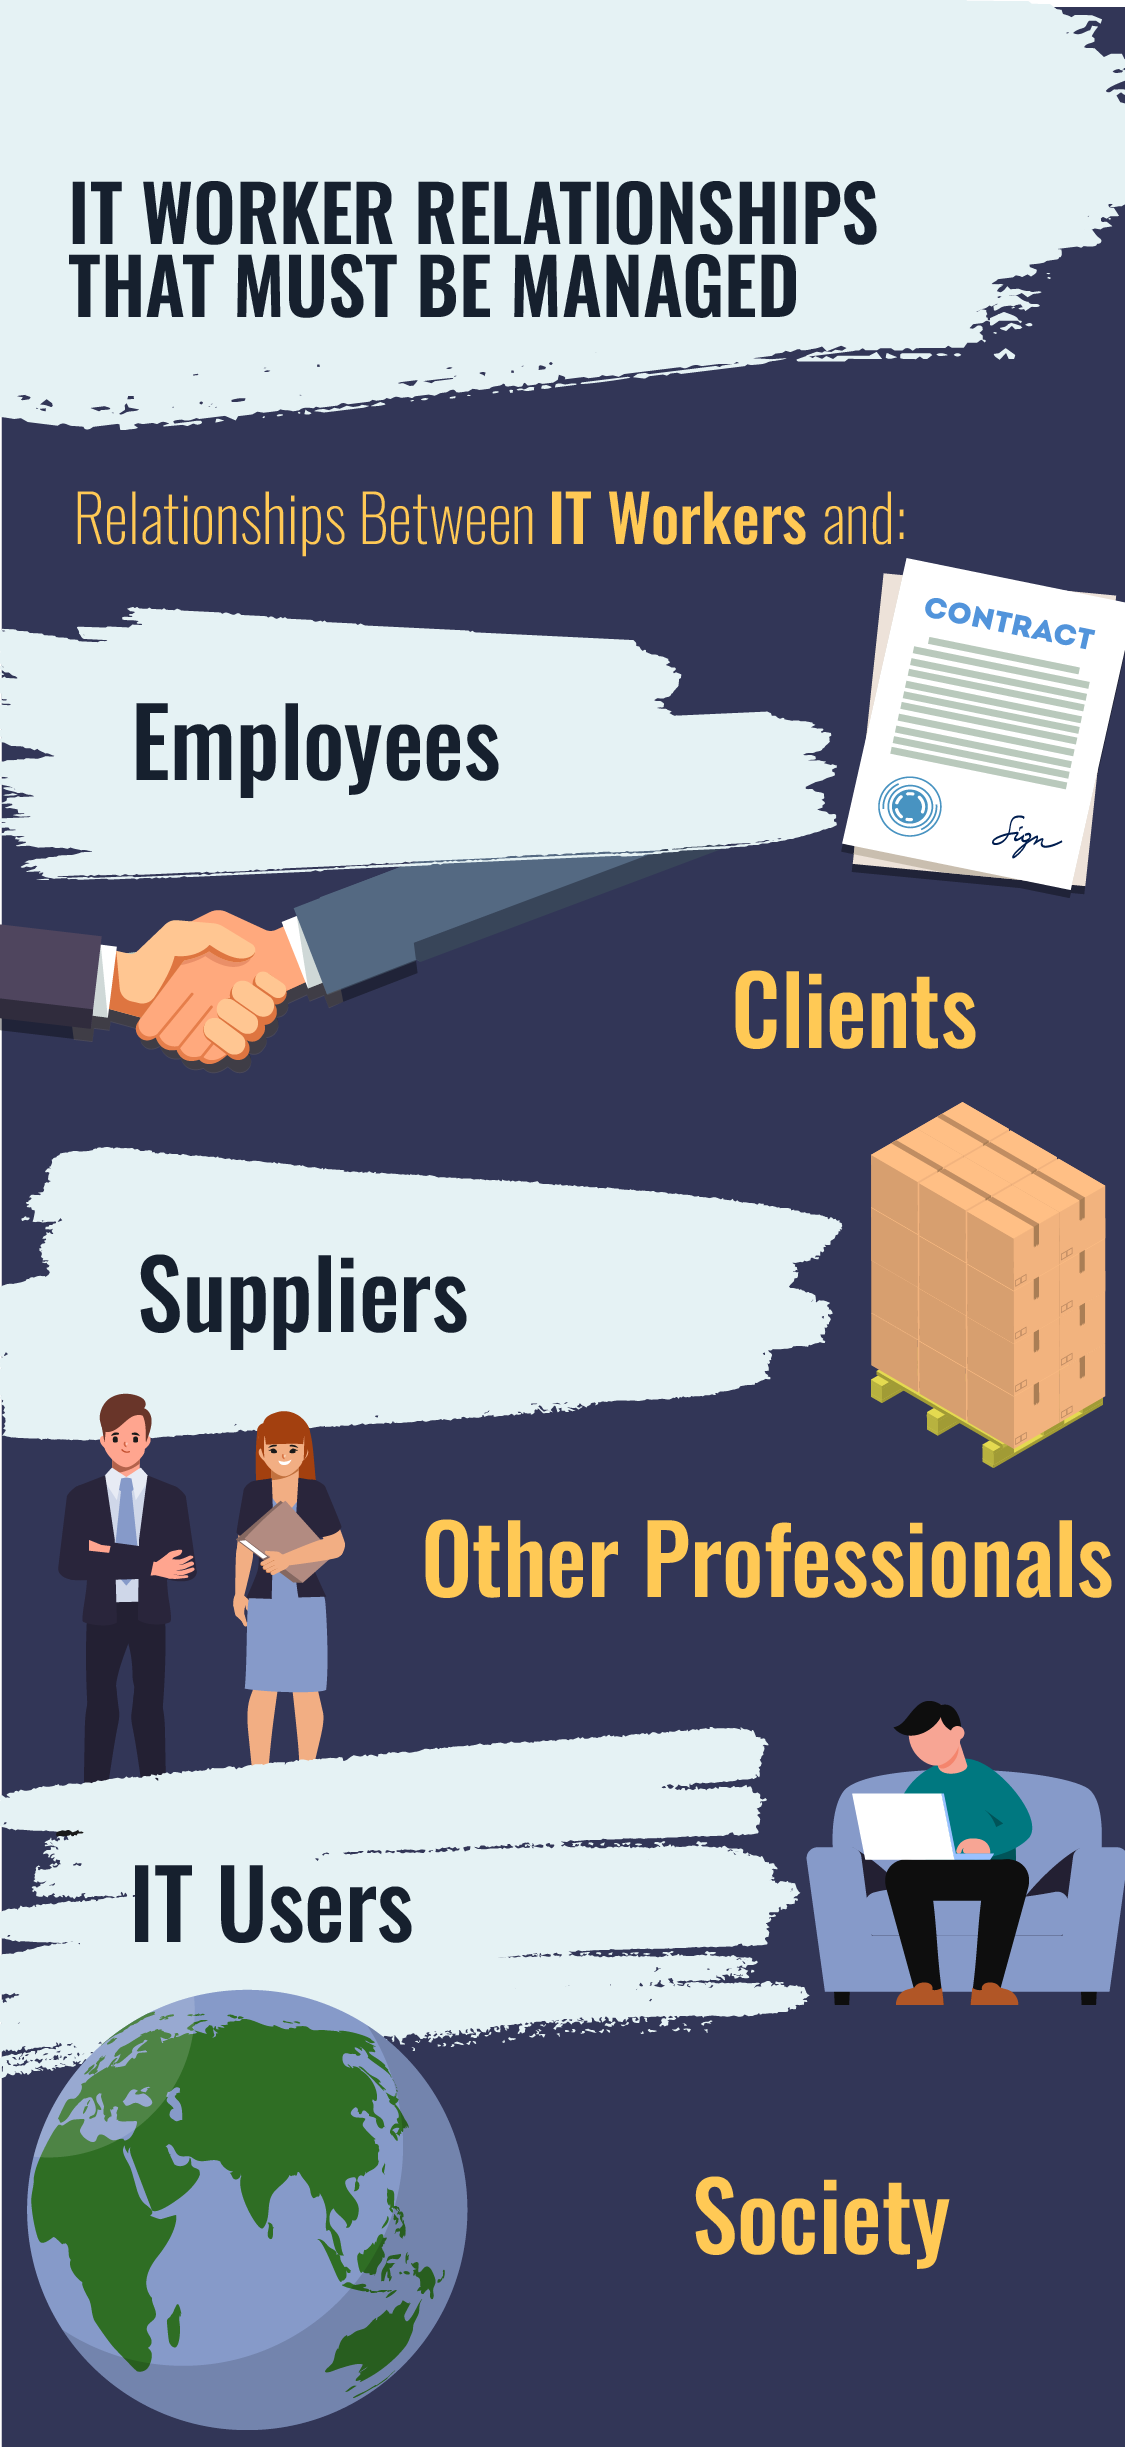 IT WORKER RELATIONSHIPS
THAT MUST BE MANAGED
Relationships Between IT Workers and:
CONTRACT
Employees
Sign
Clients
Suppliers
Other Professionals
IT Users
Society